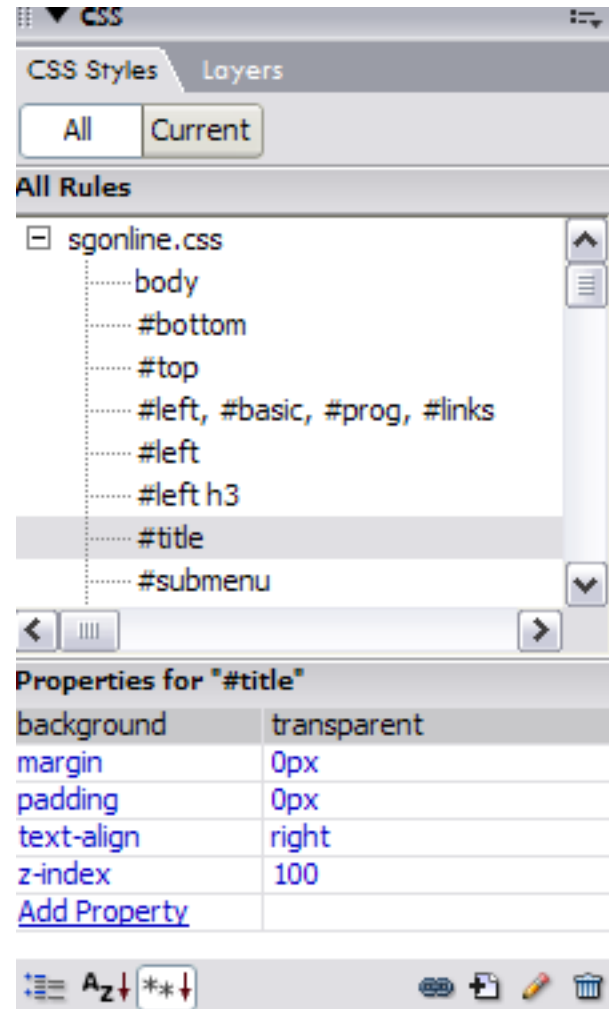 CSS
CSS Styles Layers
All Current
All Rules
sgonline.css
body
#bottom
#top
#left, #basic, #prog, #links
#left
#left h3
#title
#submenu
Properties for "#title"
background transparent
margin 0px
padding 0px
text-align right
z-index 100
Add Property
Az **